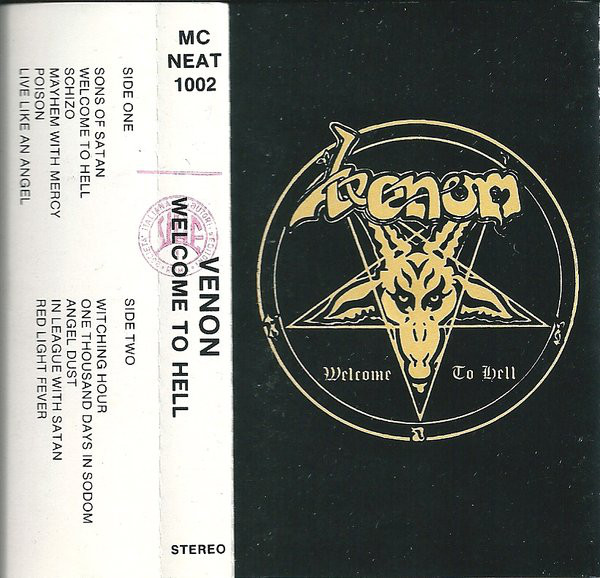 MC
NEAT
1002
VENON
WELCOME TO HELL
STEREO
SIDE ONE
SONS OF SATAN
WELCOME TO HELL
SCHIZO
MAYHEM WITH MERCY
POISON
LIVE LIKE AN ANGEL
SIDE TWO
WITCHING HOUR
ONE THOUSAND DAYS IN SODOM
ANGEL DUST
IN LEAGUE WITH SATAN
RED LIGHT FEVER
Venom
Welcome To Hell